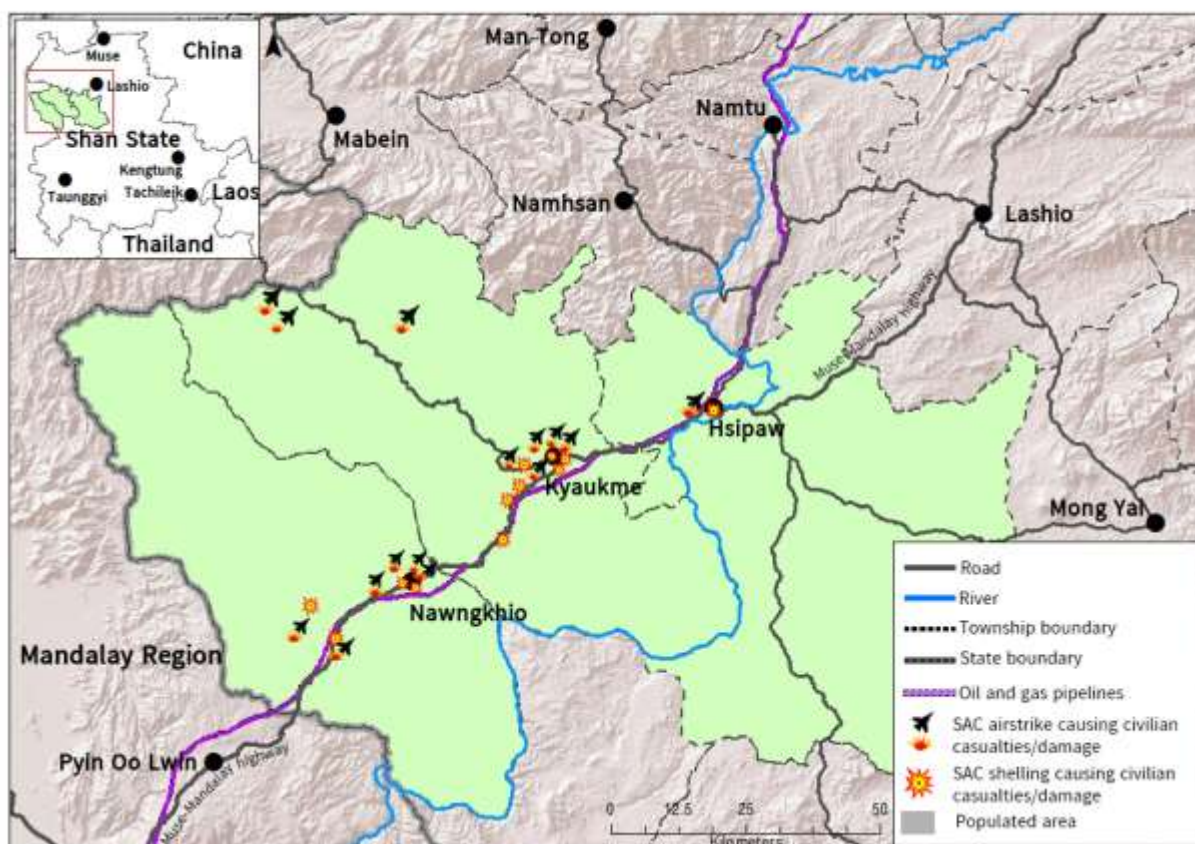 China
Muse
Lashio
Shan State
Kengtung
Taunggyi
Tachileik
Laos
Thailand
Man Tong
Mabein
Namtu
Namhsan
Lashio
Muse-Mandalay highway
Hsipaw
Kyaukme
Mong Yai
Nawngkhio
Mandalay Region
Pyin Oo Lwin
Muse-Mandalay highway
Road
River
Township boundary
State boundary
Oil and gas pipelines
SAC airstrike causing civilian
casualties/damage
SAC shelling causing civilian
casualties/damage
Populated area
0 12.5 25 50
Kilometers